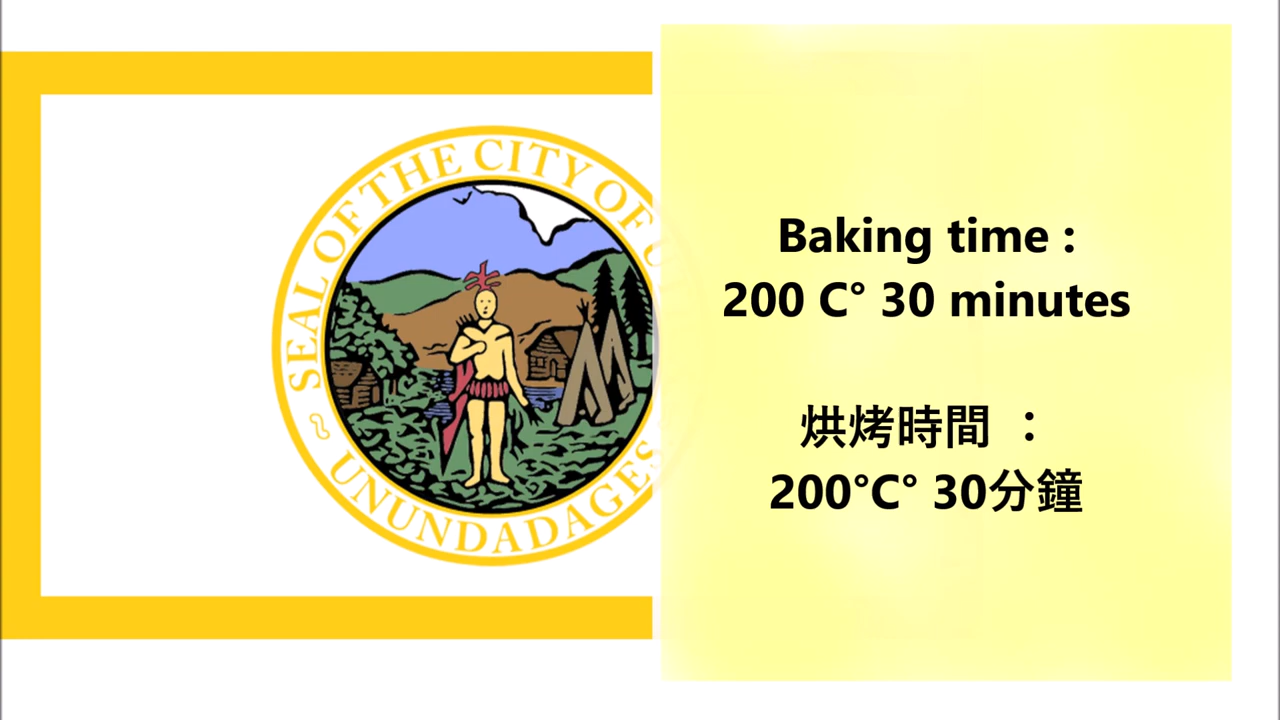 SEAL OF THE CITY OF
UNUNDADAGES
Baking time :
200 C° 30 minutes
烘烤時間 ：
200°C° 30分鐘